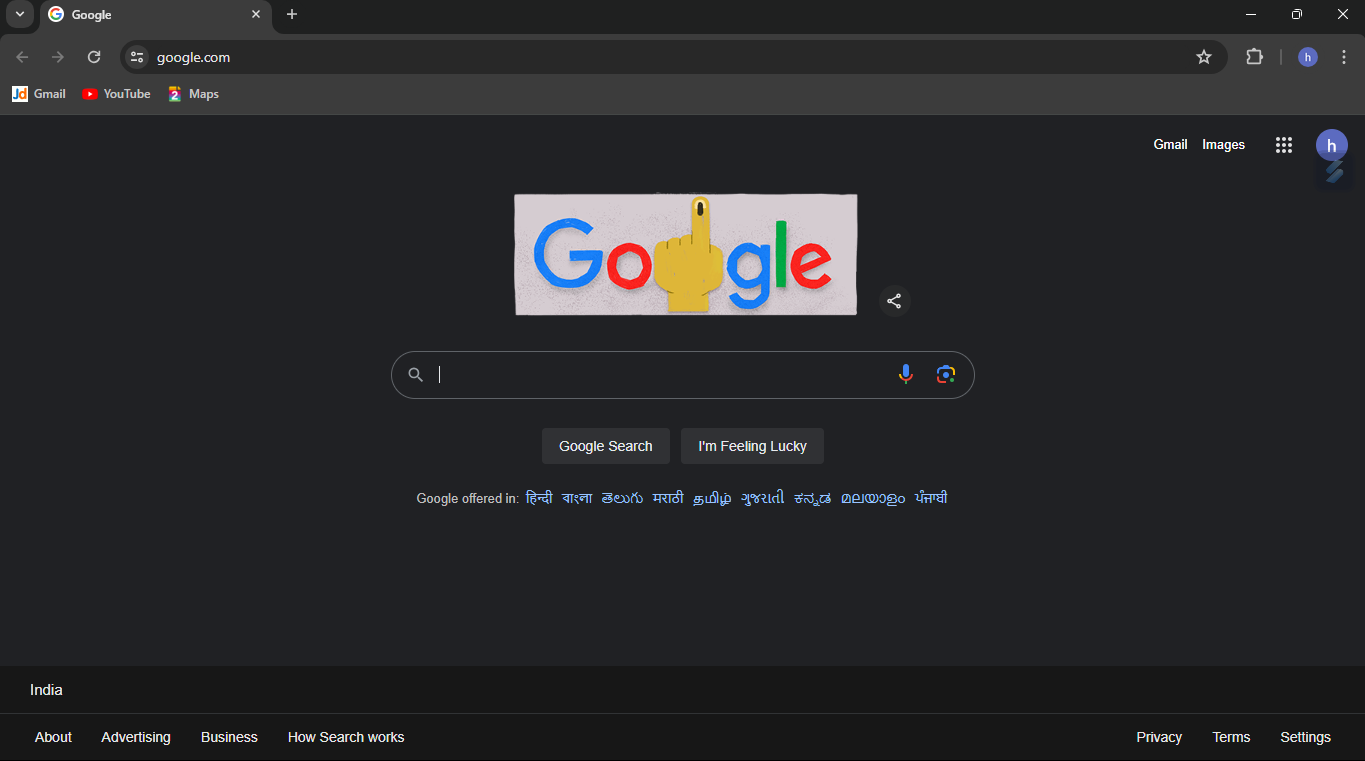 Google
google.com
Gmail YouTube Maps
Gmail Images h
Google
Google Search I'm Feeling Lucky
Google offered in: हिन्दी বাংলা తెలుగు मराठी தமிழ் ગુજરાતી ಕನ್ನಡ മലയാളം ਪੰਜਾਬੀ
India
About Advertising Business How Search works Privacy Terms Settings